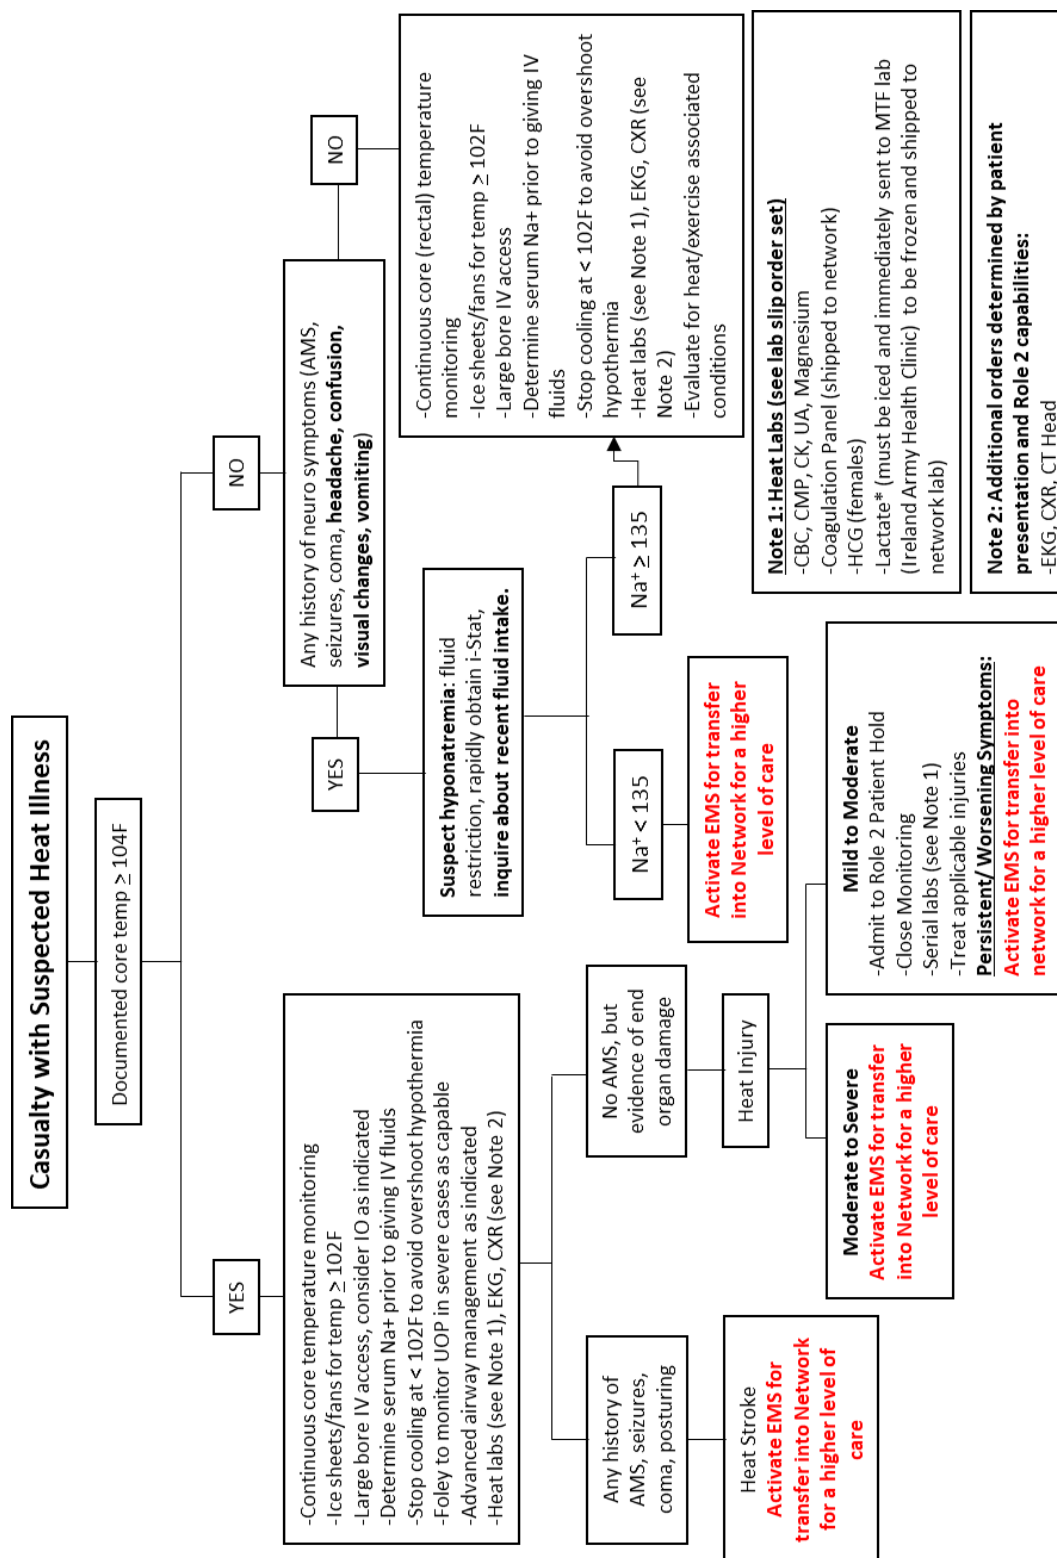 Casualty with Suspected Heat Illness
Documented core temp ≥ 104F
YES
NO
-Continuous core temperature monitoring
-Ice sheets/fans for temp ≥ 102F
-Large bore IV access, consider IO as indicated
-Determine serum Na+ prior to giving IV fluids
-Stop cooling at < 102F to avoid overshoot hypothermia
-Foley to monitor UOP in severe cases as capable
-Advanced airway management as indicated
-Heat labs (see Note 1), EKG, CXR (see Note 2)
Any history of neuro symptoms (AMS,
seizures, coma, headache, confusion,
visual changes, vomiting)
YES
NO
Suspect hyponatremia: fluid
restriction, rapidly obtain i-Stat,
inquire about recent fluid intake.
-Continuous core (rectal) temperature
monitoring
-Ice sheets/fans for temp ≥ 102F
-Large bore IV access
-Determine serum Na+ prior to giving IV
fluids
-Stop cooling at < 102F to avoid overshoot
hypothermia
-Heat labs (see Note 1), EKG, CXR (see
Note 2)
-Evaluate for heat/exercise associated
conditions
Na⁺ < 135
Na⁺ ≥ 135
Activate EMS for transfer
into Network for a higher
level of care
Any history of
AMS, seizures,
coma, posturing
No AMS, but
evidence of end
organ damage
Heat Stroke
Activate EMS for
transfer into Network
for a higher level of
care
Heat Injury
Moderate to Severe
Activate EMS for transfer
into Network for a higher
level of care
Mild to Moderate
-Admit to Role 2 Patient Hold
-Close Monitoring
-Serial labs (see Note 1)
-Treat applicable injuries
Persistent/Worsening Symptoms:
Activate EMS for transfer into
network for a higher level of care
Note 1: Heat Labs (see lab slip order set)
-CBC, CMP, CK, UA, Magnesium
-Coagulation Panel (shipped to network)
-HCG (females)
-Lactate* (must be iced and immediately sent to MTF lab
(Ireland Army Health Clinic) to be frozen and shipped to
network lab)
Note 2: Additional orders determined by patient
presentation and Role 2 capabilities:
-EKG, CXR, CT Head